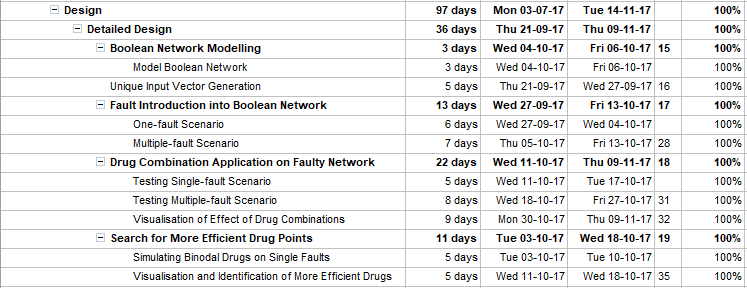 Design 97 days Mon 03-07-17 Tue 14-11-17 100%
Detailed Design 36 days Thu 21-09-17 Thu 09-11-17 100%
Boolean Network Modelling 3 days Wed 04-10-17 Fri 06-10-17 15 100%
Model Boolean Network 3 days Wed 04-10-17 Fri 06-10-17 100%
Unique Input Vector Generation 5 days Thu 21-09-17 Wed 27-09-17 16 100%
Fault Introduction into Boolean Network 13 days Wed 27-09-17 Fri 13-10-17 17 100%
One-fault Scenario 6 days Wed 27-09-17 Wed 04-10-17 100%
Multiple-fault Scenario 7 days Thu 05-10-17 Fri 13-10-17 28 100%
Drug Combination Application on Faulty Network 22 days Wed 11-10-17 Thu 09-11-17 18 100%
Testing Single-fault Scenario 5 days Wed 11-10-17 Tue 17-10-17 100%
Testing Multiple-fault Scenario 8 days Wed 18-10-17 Fri 27-10-17 31 100%
Visualisation of Effect of Drug Combinations 9 days Mon 30-10-17 Thu 09-11-17 32 100%
Search for More Efficient Drug Points 11 days Tue 03-10-17 Wed 18-10-17 19 100%
Simulating Binodal Drugs on Single Faults 5 days Tue 03-10-17 Tue 10-10-17 100%
Visualisation and Identification of More Efficient Drugs 5 days Wed 11-10-17 Wed 18-10-17 35 100%